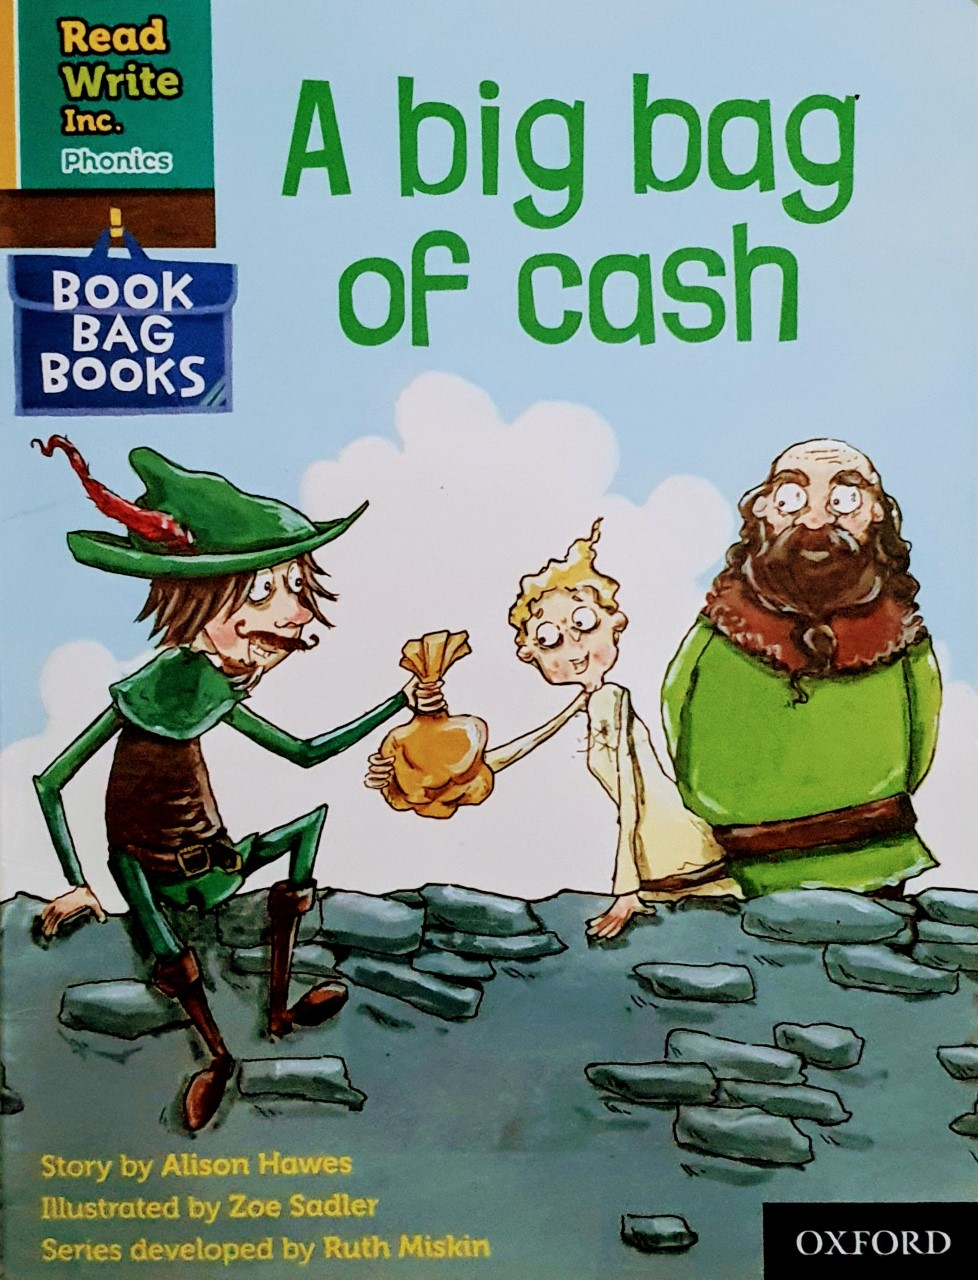 Read
Write
Inc.
Phonics
BOOK
BAG
BOOKS
A big bag
of cash
Story by Alison Hawes
Illustrated by Zoe Sadler
Series developed by Ruth Miskin
OXFORD